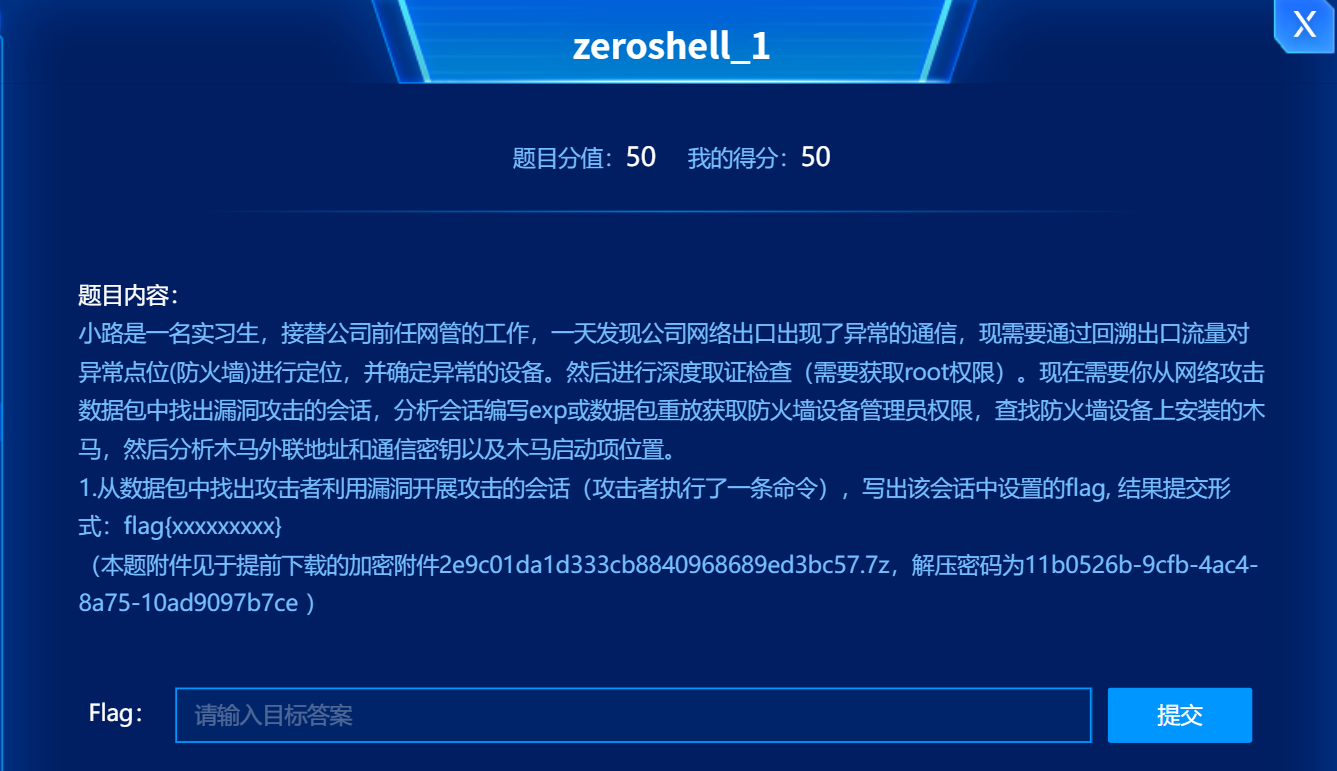 zeroshell_1
X
题目分值：50 我的得分：50
题目内容：
小路是一名实习生，接替公司前任网管的工作，一天发现公司网络出口出现了异常的通信，现需要通过回溯出口流量对
异常点位(防火墙)进行定位，并确定异常的设备。然后进行深度取证检查（需要获取root权限）。现在需要你从网络攻击
数据包中找出漏洞攻击的会话，分析会话编写exp或数据包重放获取防火墙设备管理员权限，查找防火墙设备上安装的木
马，然后分析木马外联地址和通信密钥以及木马启动项位置。
1.从数据包中找出攻击者利用漏洞开展攻击的会话（攻击者执行了一条命令），写出该会话中设置的flag, 结果提交形
式：flag{xxxxxxxxx}
（本题附件见于提前下载的加密附件2e9c01da1d333cb8840968689ed3bc57.7z，解压密码为11b0526b-9cfb-4ac4-
8a75-10ad9097b7ce ）
Flag： 请输入目标答案 提交